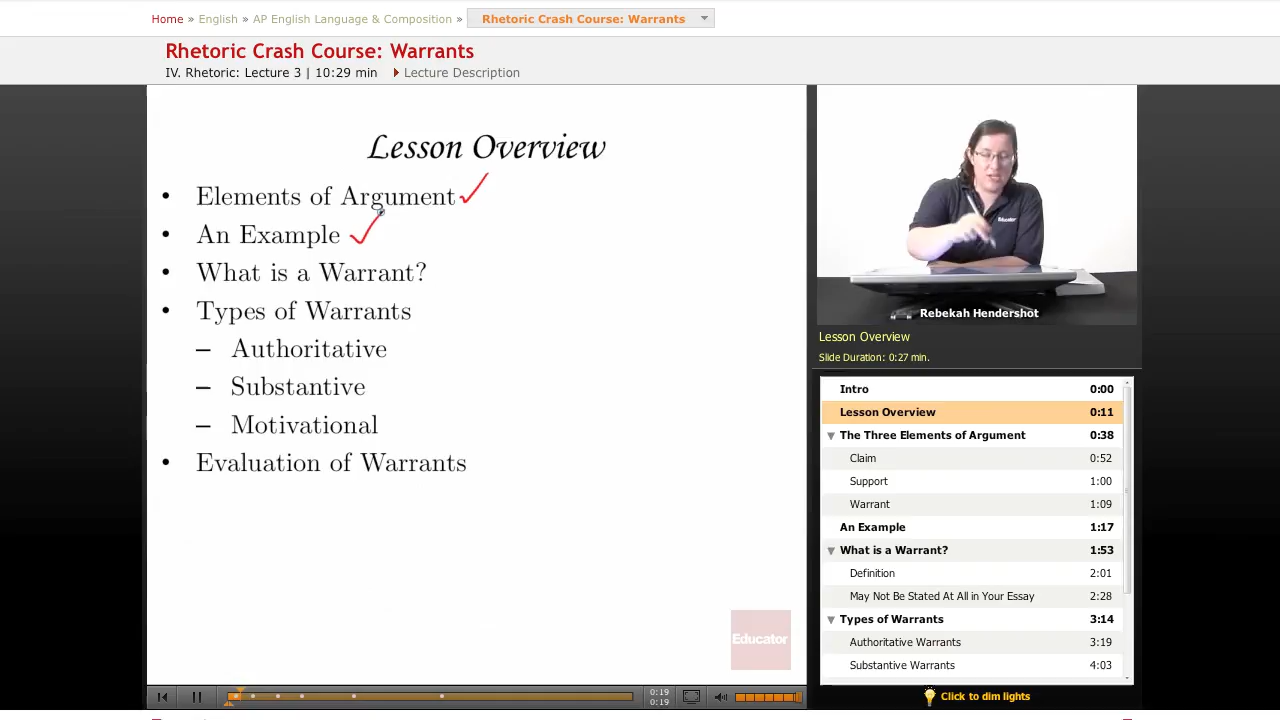 Home » English » AP English Language & Composition » Rhetoric Crash Course: Warrants
Rhetoric Crash Course: Warrants
IV. Rhetoric: Lecture 3 | 10:29 min Lecture Description
Lesson Overview
• Elements of Argument
• An Example
• What is a Warrant?
• Types of Warrants
– Authoritative
– Substantive
– Motivational
• Evaluation of Warrants
Educator
Educator
Rebekah Hendershot
Lesson Overview
Slide Duration: 0:27 min.
Intro 0:00
Lesson Overview 0:11
The Three Elements of Argument 0:38
Claim 0:52
Support 1:00
Warrant 1:09
An Example 1:17
What is a Warrant? 1:53
Definition 2:01
May Not Be Stated At All in Your Essay 2:28
Types of Warrants 3:14
Authoritative Warrants 3:19
Substantive Warrants 4:03
0:19
0:19
Click to dim lights